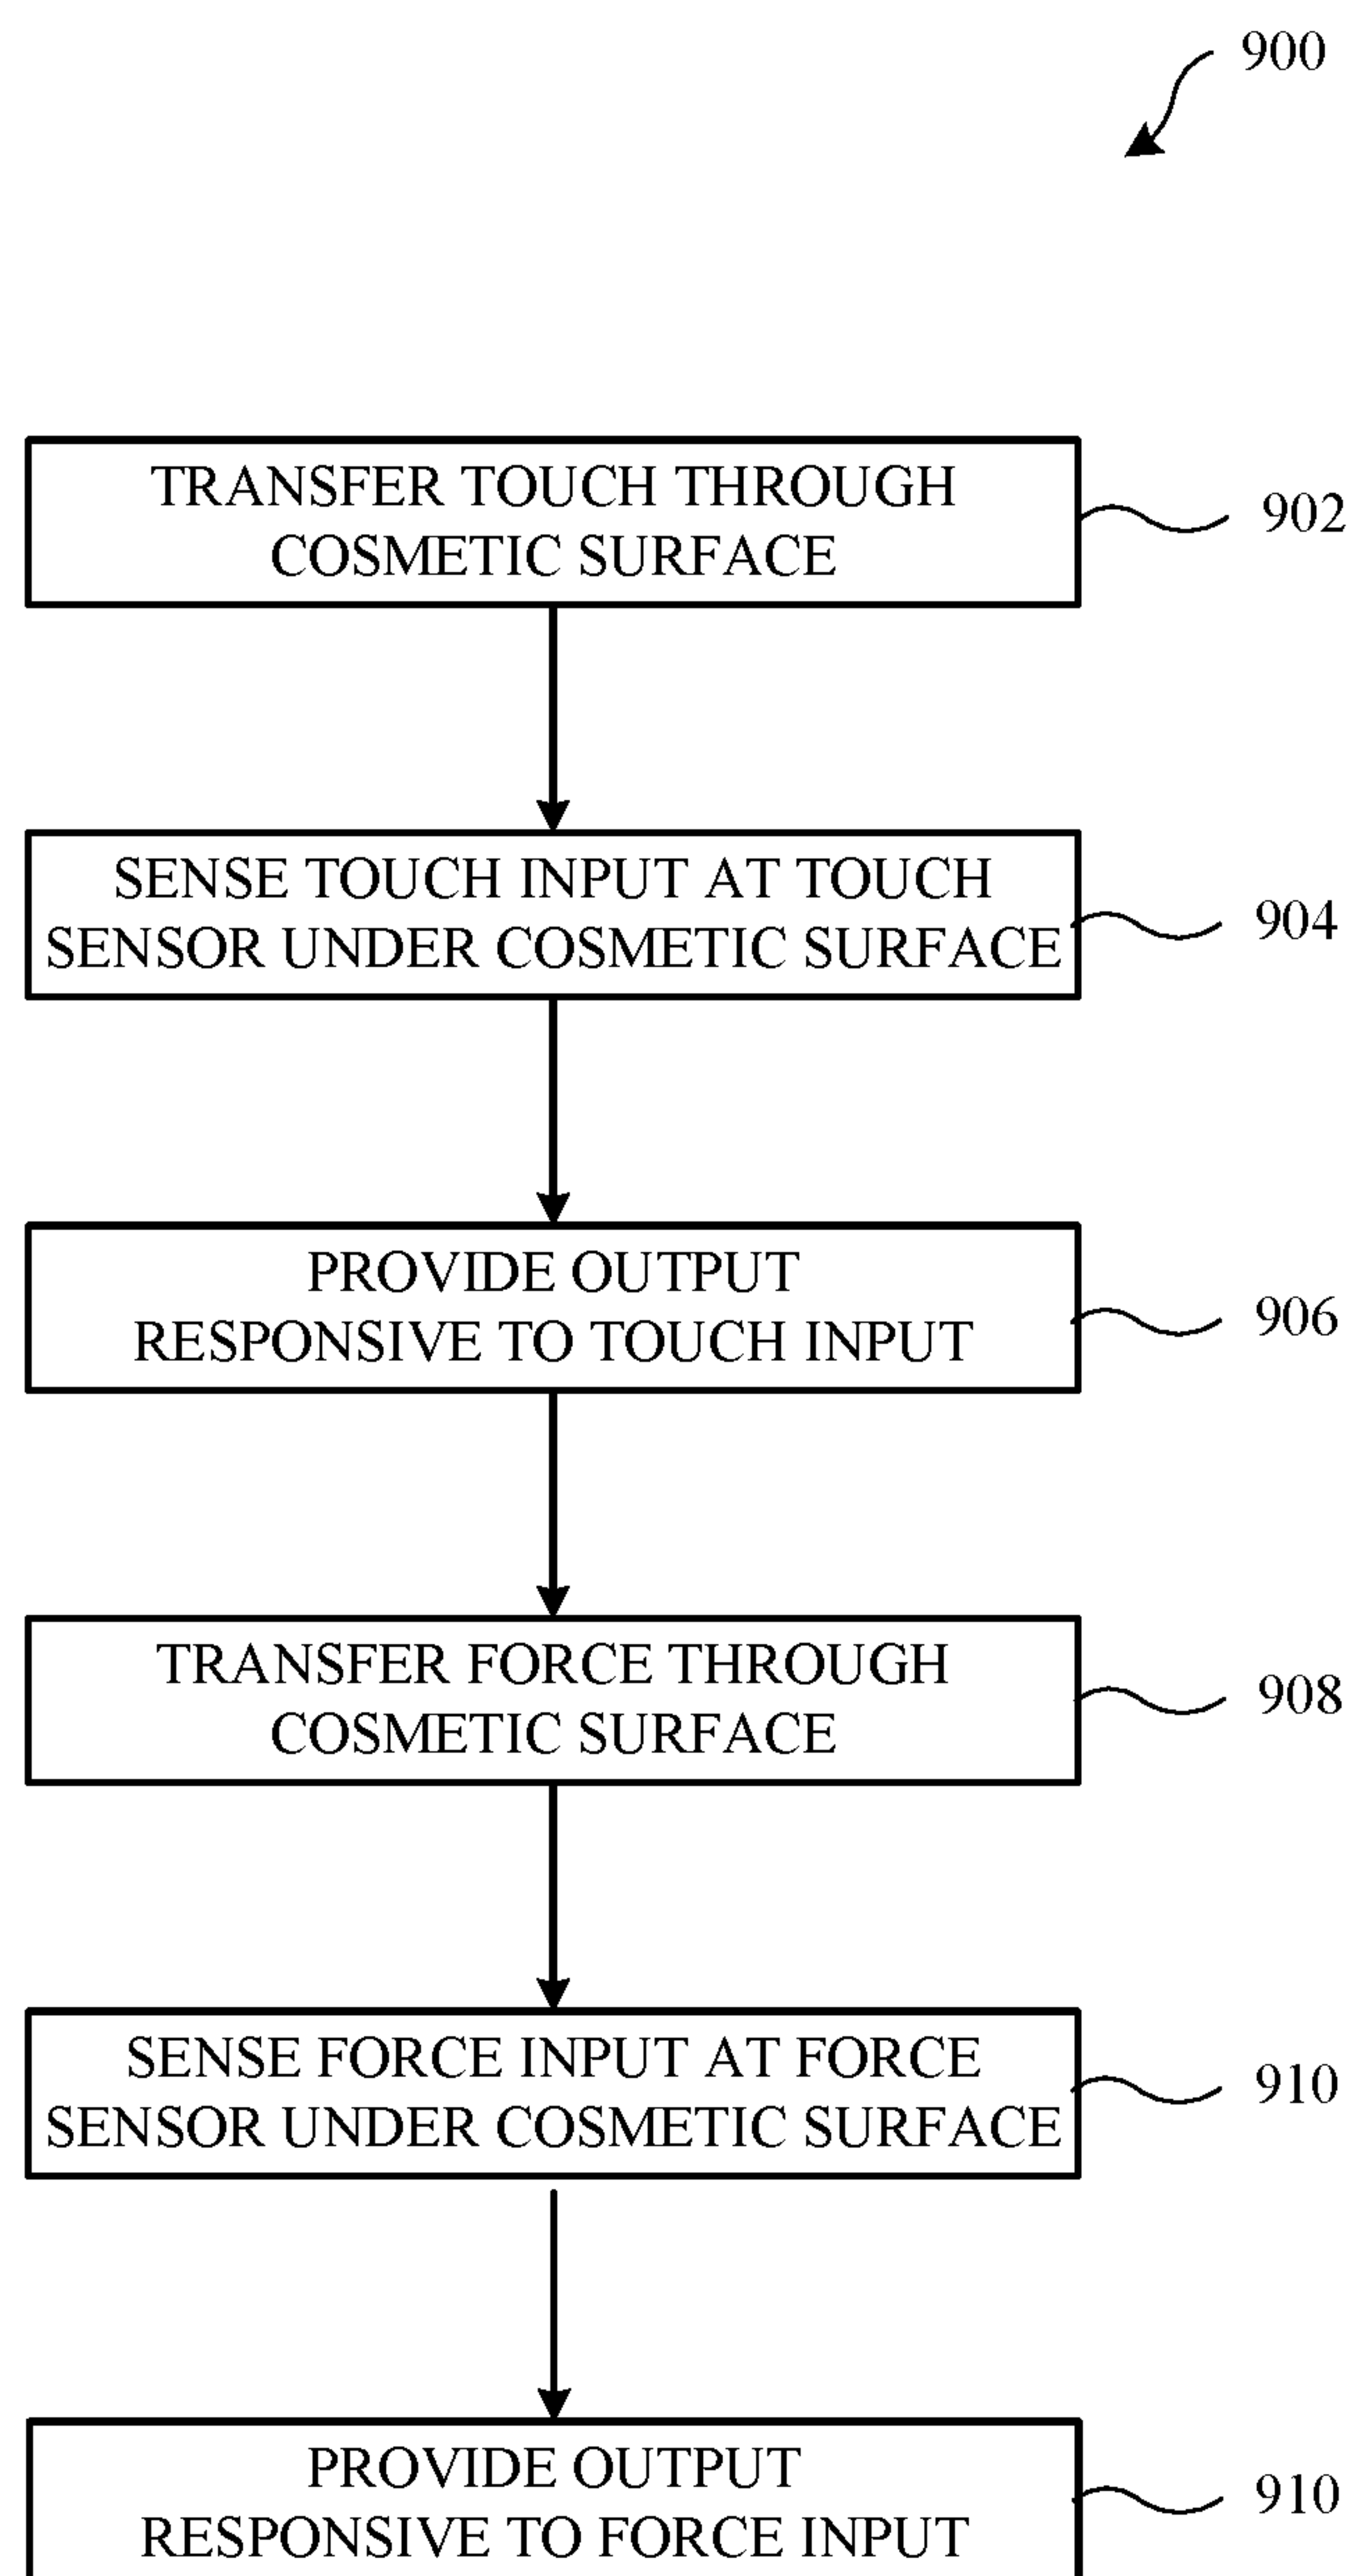 900
TRANSFER TOUCH THROUGH
COSMETIC SURFACE
902
SENSE TOUCH INPUT AT TOUCH
SENSOR UNDER COSMETIC SURFACE
904
PROVIDE OUTPUT
RESPONSIVE TO TOUCH INPUT
906
TRANSFER FORCE THROUGH
COSMETIC SURFACE
908
SENSE FORCE INPUT AT FORCE
SENSOR UNDER COSMETIC SURFACE
910
PROVIDE OUTPUT
RESPONSIVE TO FORCE INPUT
910